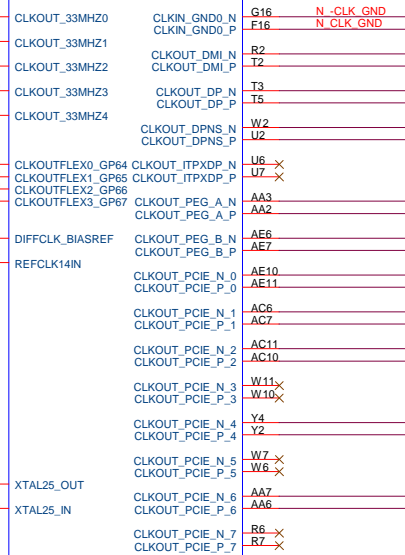 CLKOUT_33MHZ0 CLKIN_GND0_N G16 N_-CLK_GND
CLKIN_GND0_P F16 N_CLK_GND
CLKOUT_33MHZ1
CLKOUT_DMI_N R2
CLKOUT_33MHZ2 CLKOUT_DMI_P T2
CLKOUT_33MHZ3 CLKOUT_DP_N T3
CLKOUT_DP_P T5
CLKOUT_33MHZ4
CLKOUT_DPNS_N W2
CLKOUT_DPNS_P U2
CLKOUTFLEX0_GP64 CLKOUT_ITPXDP_N U6
CLKOUTFLEX1_GP65 CLKOUT_ITPXDP_P U7
CLKOUTFLEX2_GP66
CLKOUTFLEX3_GP67 CLKOUT_PEG_A_N AA3
CLKOUT_PEG_A_P AA2
DIFFCLK_BIASREF CLKOUT_PEG_B_N AE6
CLKOUT_PEG_B_P AE7
REFCLK14IN
CLKOUT_PCIE_N_0 AE10
CLKOUT_PCIE_P_0 AE11
CLKOUT_PCIE_N_1 AC6
CLKOUT_PCIE_P_1 AC7
CLKOUT_PCIE_N_2 AC11
CLKOUT_PCIE_P_2 AC10
CLKOUT_PCIE_N_3 W11
CLKOUT_PCIE_P_3 W10
CLKOUT_PCIE_N_4 Y4
CLKOUT_PCIE_P_4 Y2
CLKOUT_PCIE_N_5 W7
CLKOUT_PCIE_P_5 W6
XTAL25_OUT
CLKOUT_PCIE_N_6 AA7
XTAL25_IN CLKOUT_PCIE_P_6 AA6
CLKOUT_PCIE_N_7 R6
CLKOUT_PCIE_P_7 R7